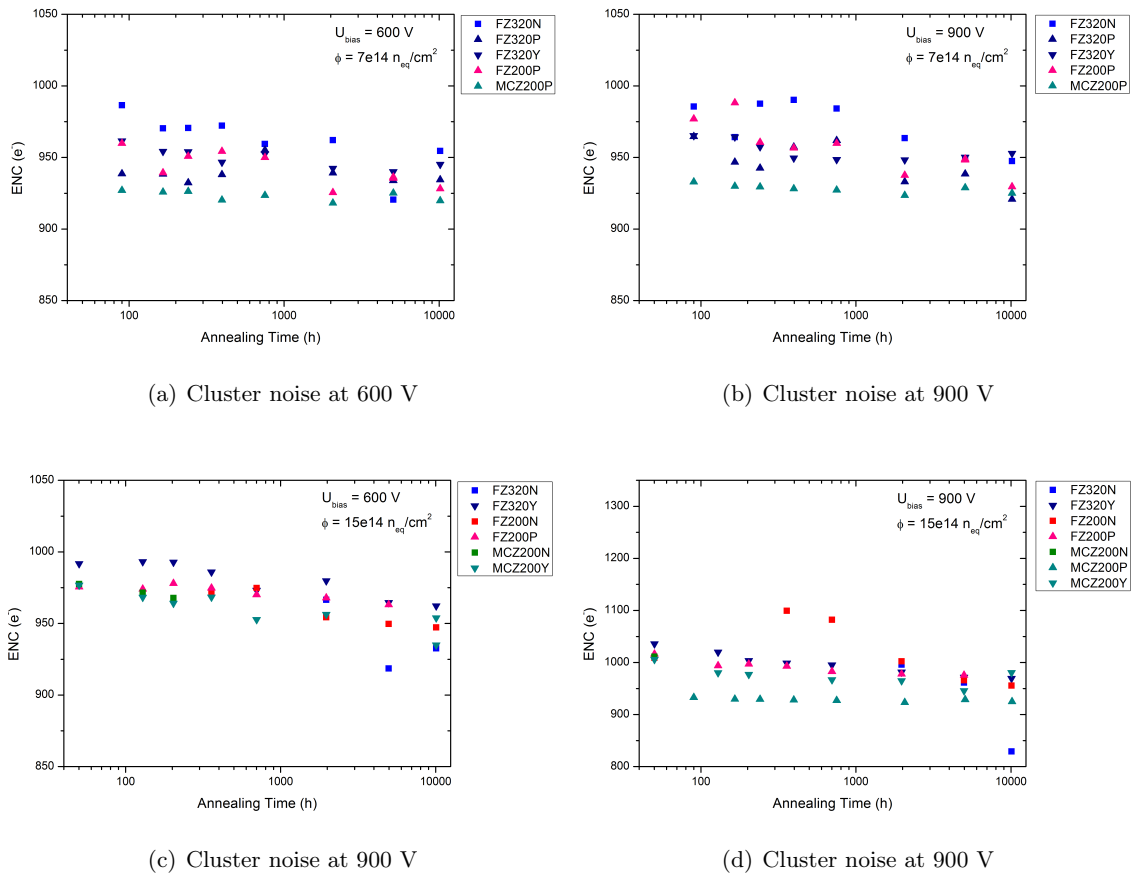 U_bias = 600 V
ϕ = 7e14 n_eq/cm²
FZ320N
FZ320P
FZ320Y
FZ200P
MCZ200P
1050
1000
950
900
850
ENC (e⁻)
100
1000
10000
Annealing Time (h)
(a) Cluster noise at 600 V
U_bias = 900 V
ϕ = 7e14 n_eq/cm²
FZ320N
FZ320P
FZ320Y
FZ200P
MCZ200P
1050
1000
950
900
850
ENC (e⁻)
100
1000
10000
Annealing Time (h)
(b) Cluster noise at 900 V
U_bias = 600 V
ϕ = 15e14 n_eq/cm²
FZ320N
FZ320Y
FZ200N
FZ200P
MCZ200N
MCZ200Y
1050
1000
950
900
850
ENC (e⁻)
100
1000
10000
Annealing Time (h)
(c) Cluster noise at 900 V
U_bias = 900 V
ϕ = 15e14 n_eq/cm²
FZ320N
FZ320Y
FZ200N
FZ200P
MCZ200N
MCZ200P
MCZ200Y
1300
1200
1100
1000
900
800
ENC (e⁻)
100
1000
10000
Annealing Time (h)
(d) Cluster noise at 900 V